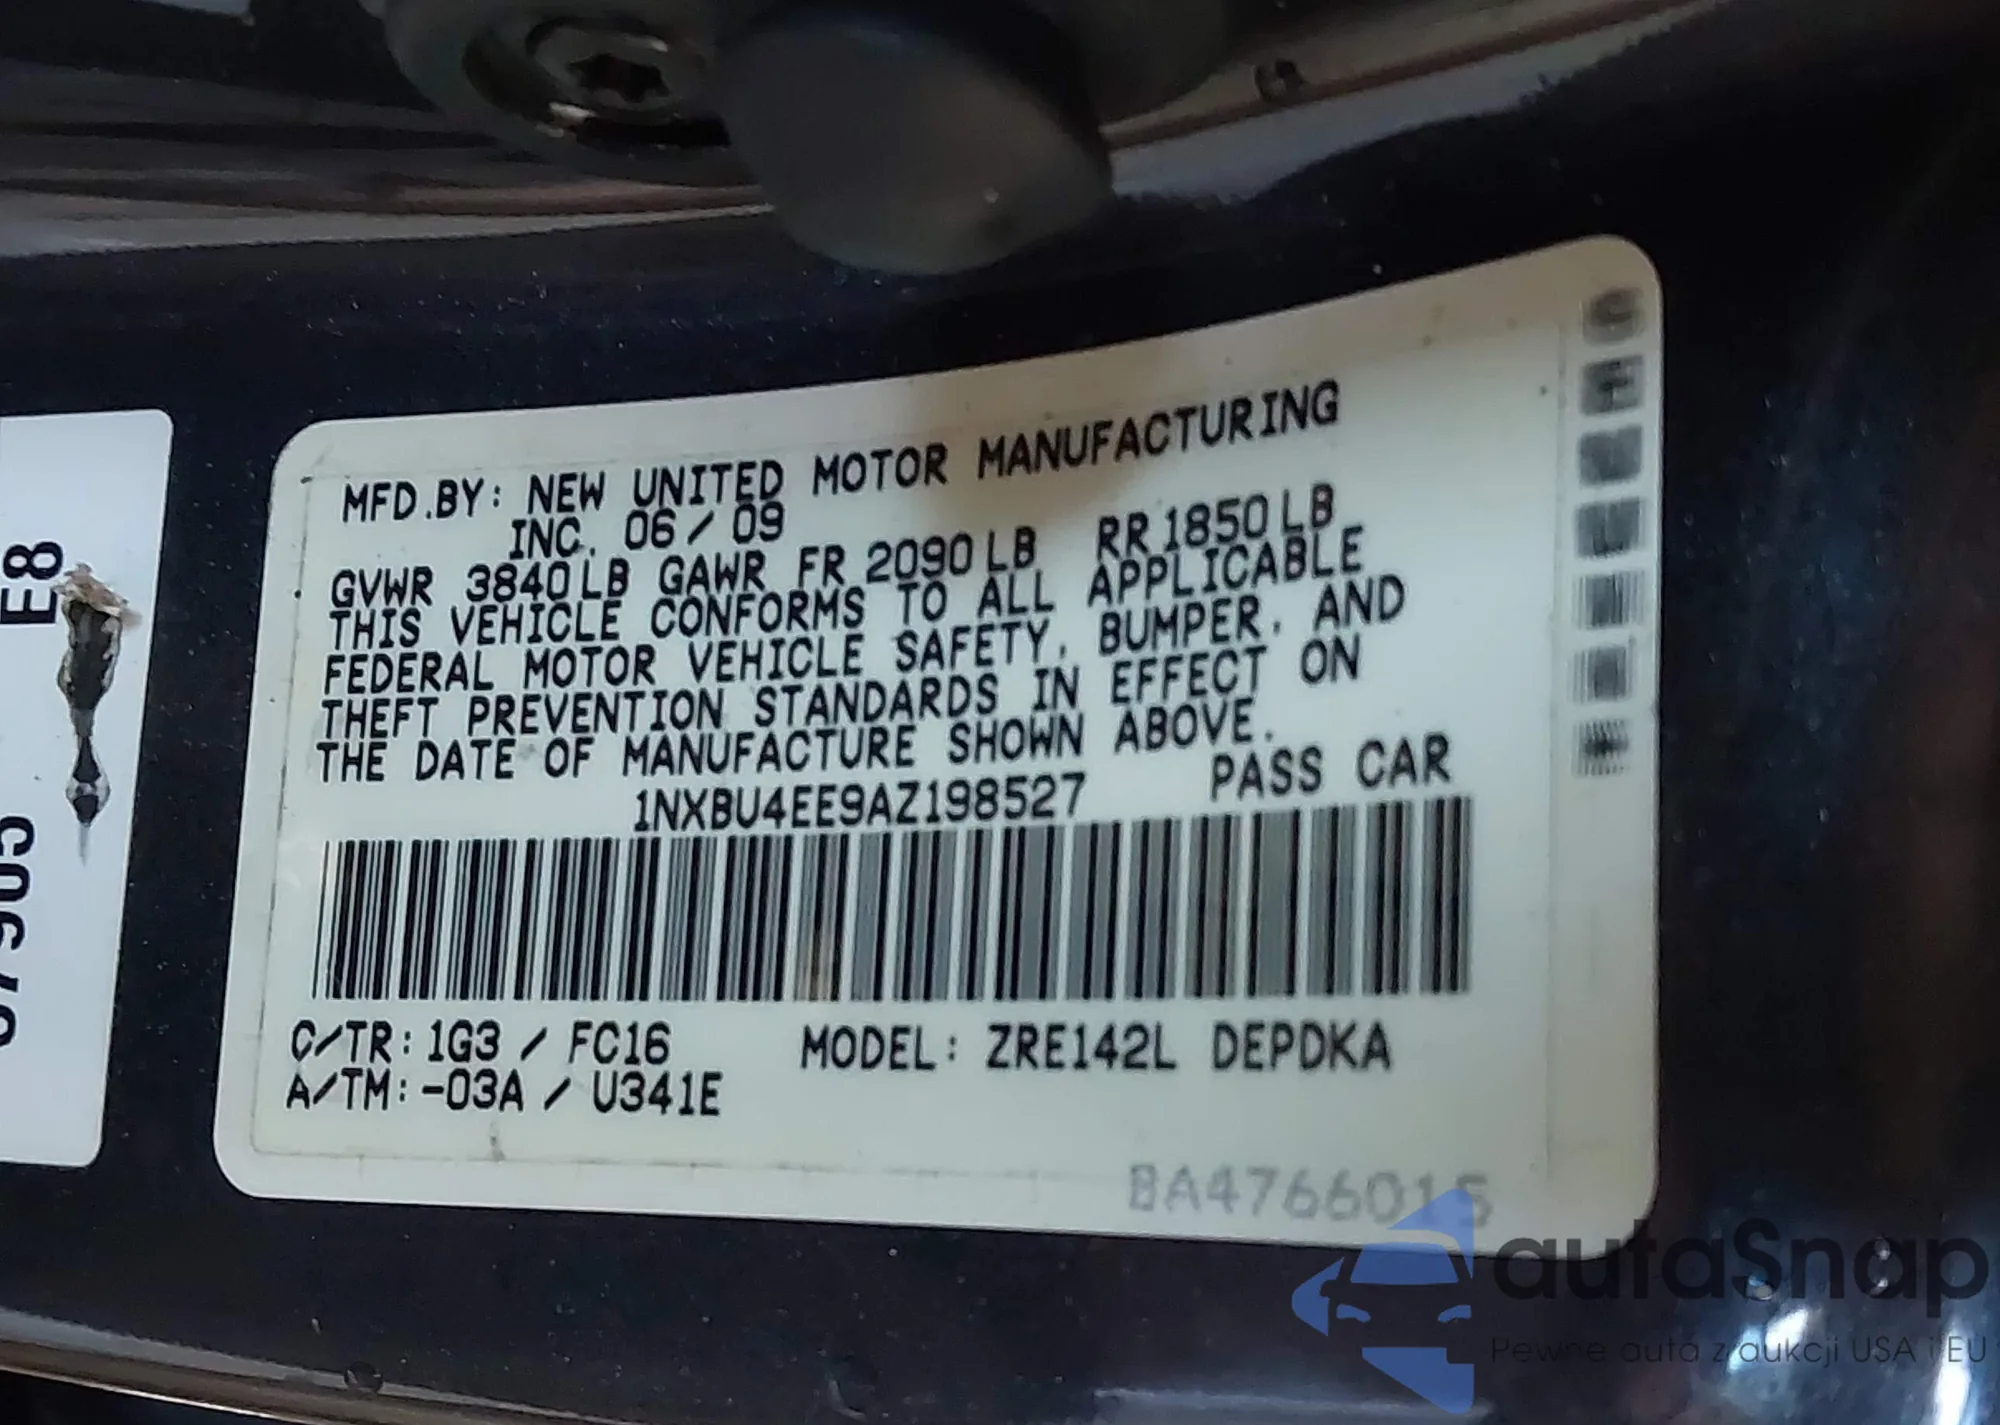 MFD.BY: NEW UNITED MOTOR MANUFACTURING
INC. 06/09
GVWR 3840LB GAWR FR 2090LB RR 1850LB
THIS VEHICLE CONFORMS TO ALL APPLICABLE
FEDERAL MOTOR VEHICLE SAFETY, BUMPER, AND
THEFT PREVENTION STANDARDS IN EFFECT ON
THE DATE OF MANUFACTURE SHOWN ABOVE.
1NXBU4EE9AZ198527 PASS CAR
C/TR: 1G3 / FC16 MODEL: ZRE142L DEPDKA
A/TM: -03A / U341E
BA4766015
E8
autaSnap
Pewne auta z aukcji USA i EU